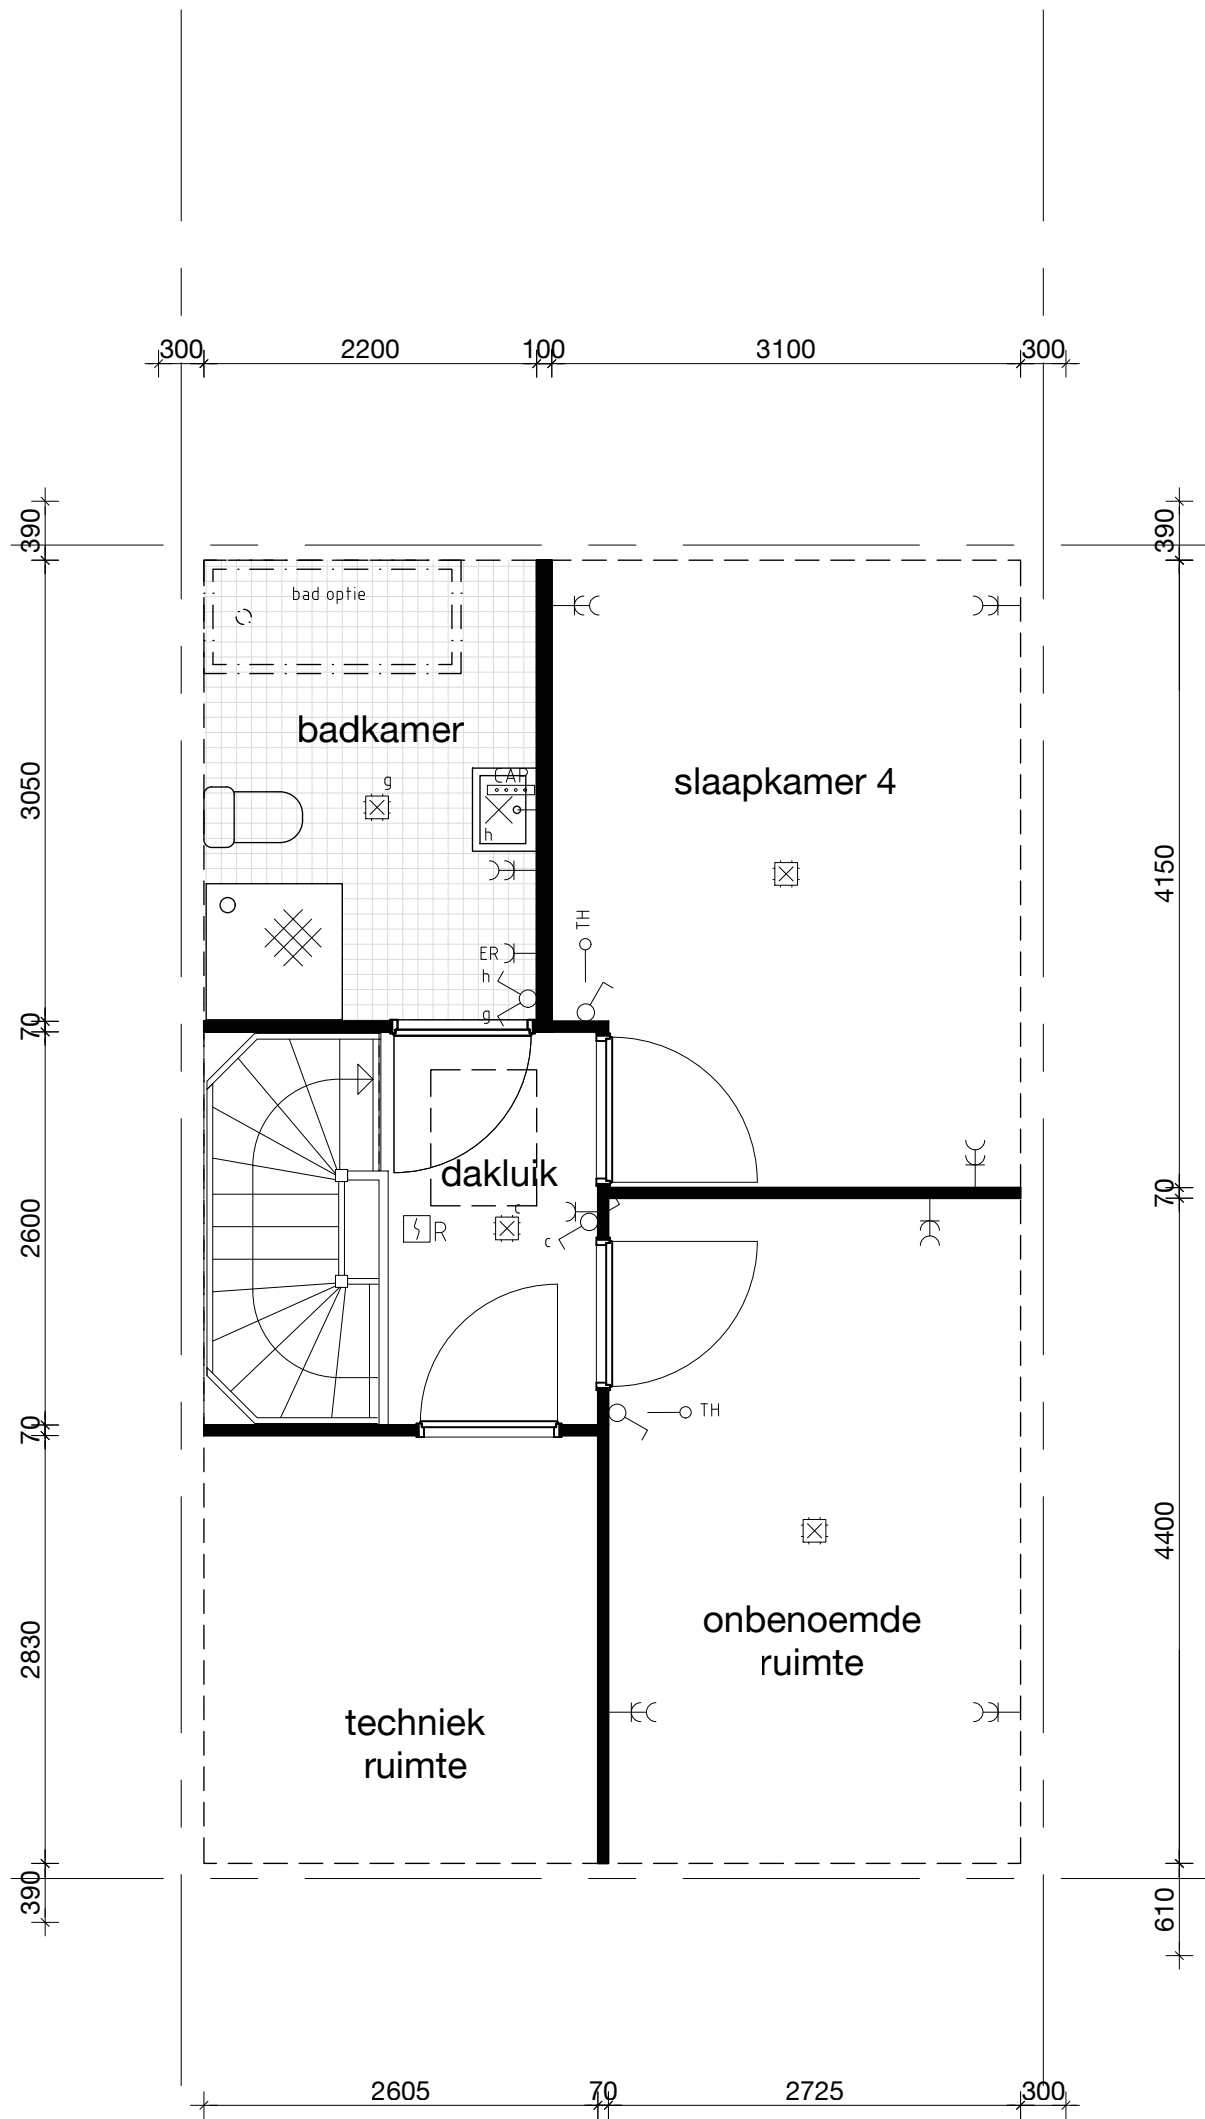 300 2200 100 3100 300
390
390
bad optie
badkamer
g
CAR
h
slaapkamer 4
3050
4150
TH
ER
h
g
70
dakluik
70
c
R
c
2600
TH
70
4400
onbenoemde
ruimte
2830
techniek
ruimte
390
610
2605 70 2725 300